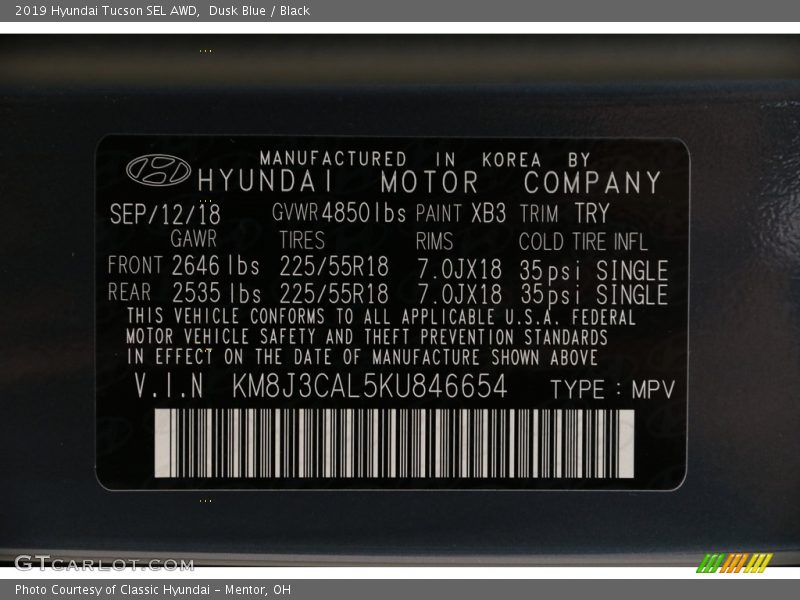 2019 Hyundai Tucson SEL AWD,  Dusk Blue / Black
MANUFACTURED IN KOREA BY
HYUNDAI MOTOR COMPANY
SEP/12/18 GVWR 4850lbs PAINT XB3 TRIM TRY
GAWR TIRES RIMS COLD TIRE INFL
FRONT 2646 lbs 225/55R18 7.0JX18 35psi SINGLE
REAR 2535 lbs 225/55R18 7.0JX18 35psi SINGLE
THIS VEHICLE CONFORMS TO ALL APPLICABLE U.S.A. FEDERAL
MOTOR VEHICLE SAFETY AND THEFT PREVENTION STANDARDS
IN EFFECT ON THE DATE OF MANUFACTURE SHOWN ABOVE
V.I.N KM8J3CAL5KU846654 TYPE : MPV
GTCARLOT.COM
Photo Courtesy of Classic Hyundai - Mentor, OH